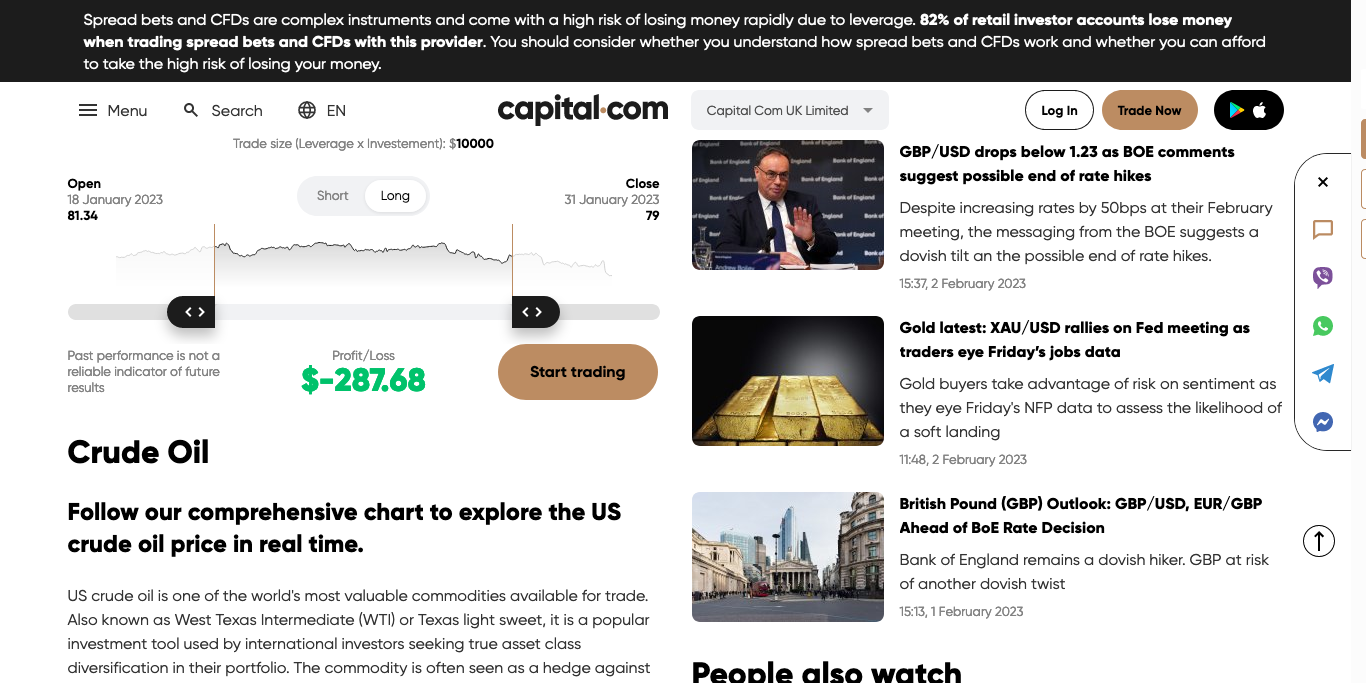 Spread bets and CFDs are complex instruments and come with a high risk of losing money rapidly due to leverage. 82% of retail investor accounts lose money
when trading spread bets and CFDs with this provider. You should consider whether you understand how spread bets and CFDs work and whether you can afford
to take the high risk of losing your money.
Menu
Search
EN
capital.com
Capital Com UK Limited
Log In
Trade Now
Trade size (Leverage x Investement): $10000
Open
18 January 2023
81.34
Short
Long
Close
31 January 2023
79
Past performance is not a
reliable indicator of future
results
Profit/Loss
$-287.68
Start trading
Crude Oil
Follow our comprehensive chart to explore the US
crude oil price in real time.
US crude oil is one of the world's most valuable commodities available for trade.
Also known as West Texas Intermediate (WTI) or Texas light sweet, it is a popular
investment tool used by international investors seeking true asset class
diversification in their portfolio. The commodity is often seen as a hedge against
GBP/USD drops below 1.23 as BOE comments
suggest possible end of rate hikes
Despite increasing rates by 50bps at their February
meeting, the messaging from the BOE suggests a
dovish tilt an the possible end of rate hikes.
15:37, 2 February 2023
Gold latest: XAU/USD rallies on Fed meeting as
traders eye Friday’s jobs data
Gold buyers take advantage of risk on sentiment as
they eye Friday's NFP data to assess the likelihood of
a soft landing
11:48, 2 February 2023
British Pound (GBP) Outlook: GBP/USD, EUR/GBP
Ahead of BoE Rate Decision
Bank of England remains a dovish hiker. GBP at risk
of another dovish twist
15:13, 1 February 2023
People also watch